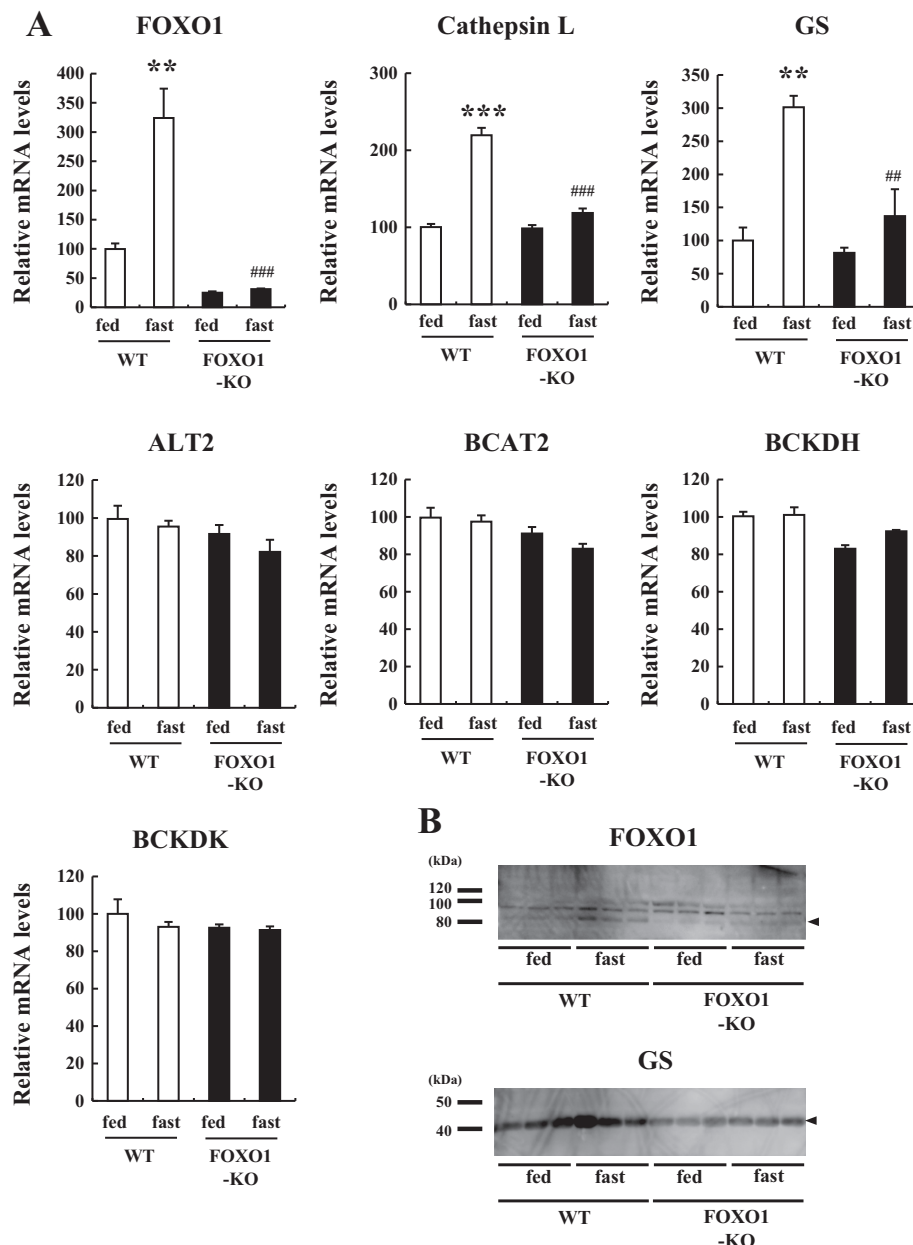 A
FOXO1
Relative mRNA levels
400
350
300
250
200
150
100
50
0
**
###
fed fast fed fast
WT FOXO1
-KO
Cathepsin L
Relative mRNA levels
300
200
100
0
***
###
fed fast fed fast
WT FOXO1
-KO
GS
Relative mRNA levels
350
300
250
200
150
100
50
0
**
##
fed fast fed fast
WT FOXO1
-KO
ALT2
Relative mRNA levels
120
100
80
60
40
20
0
fed fast fed fast
WT FOXO1
-KO
BCAT2
Relative mRNA levels
120
100
80
60
40
20
0
fed fast fed fast
WT FOXO1
-KO
BCKDH
Relative mRNA levels
120
100
80
60
40
20
0
fed fast fed fast
WT FOXO1
-KO
BCKDK
Relative mRNA levels
120
100
80
60
40
20
0
fed fast fed fast
WT FOXO1
-KO
B
FOXO1
(kDa)
120
100
80
fed fast fed fast
WT FOXO1
-KO
GS
(kDa)
50
40
fed fast fed fast
WT FOXO1
-KO